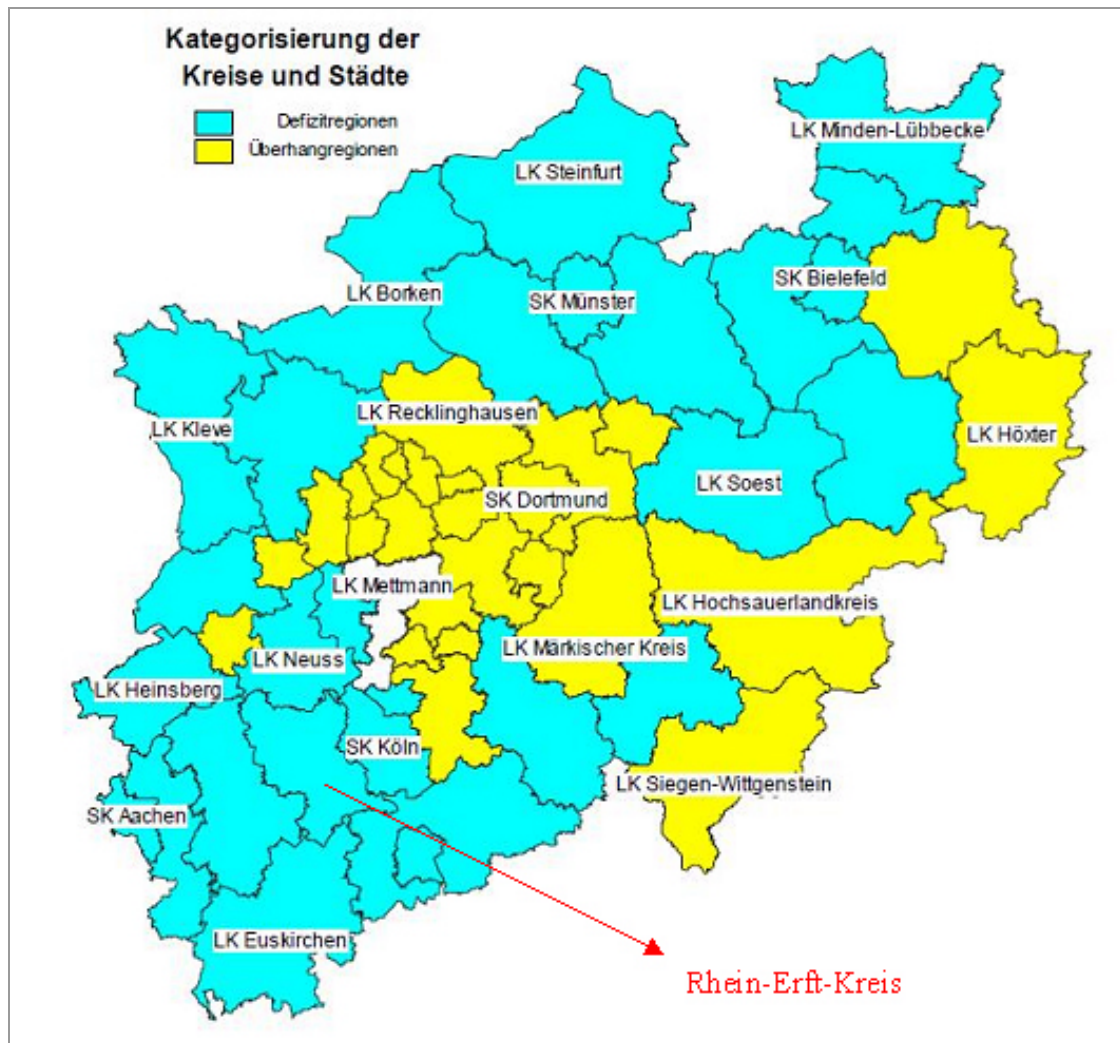 Kategorisierung der
Kreise und Städte
Defizitregionen
Überhangregionen
LK Minden-Lübbecke
LK Steinfurt
SK Bielefeld
LK Borken
SK Münster
LK Recklinghausen
LK Kleve
LK Höxter
LK Soest
SK Dortmund
LK Mettmann
LK Hochsauerlandkreis
LK Märkischer Kreis
LK Neuss
LK Heinsberg
SK Köln
LK Siegen-Wittgenstein
SK Aachen
LK Euskirchen
Rhein-Erft-Kreis